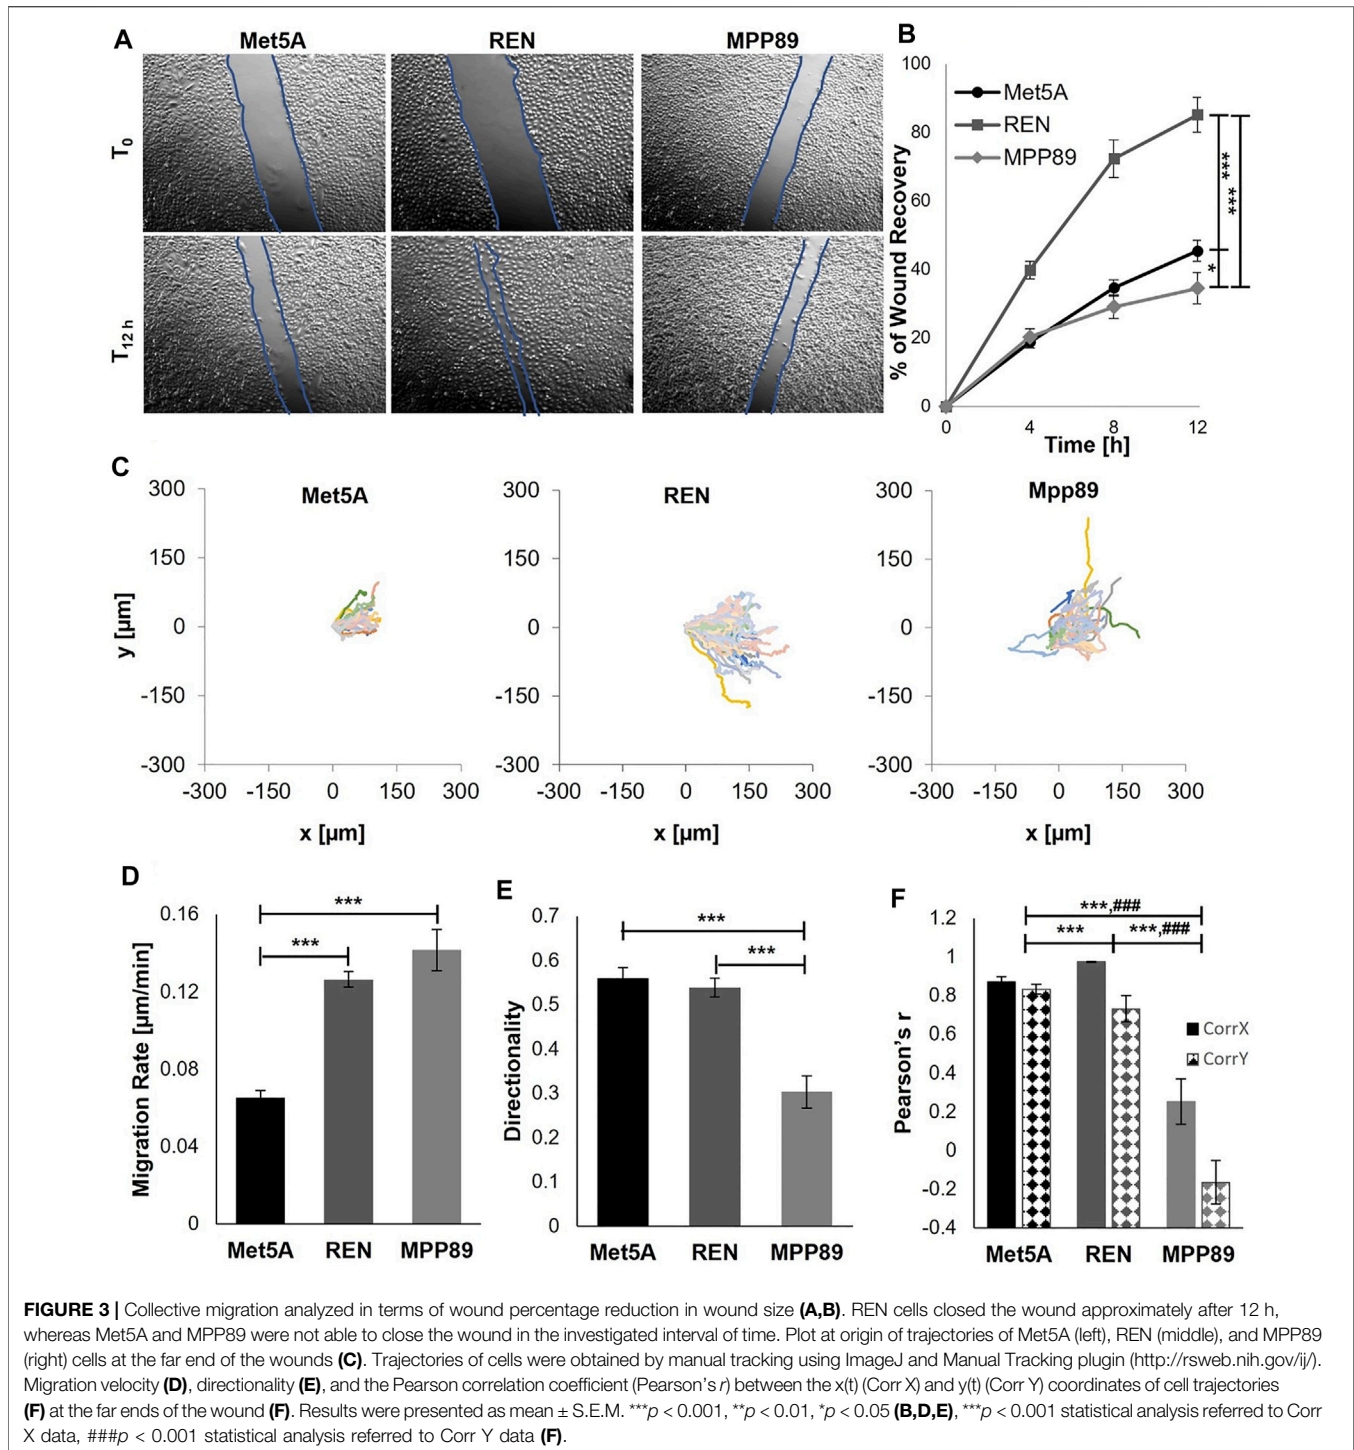 A
Met5A
REN
MPP89
T0
T12 h
B
100
80
60
40
20
0
% of Wound Recovery
Met5A
REN
MPP89
***
***
*
0
4
8
12
Time [h]
C
Met5A
300
150
0
-150
-300
y [µm]
-300
-150
0
150
300
x [µm]
REN
300
150
0
-150
-300
-300
-150
0
150
300
x [µm]
Mpp89
300
150
0
-150
-300
-300
-150
0
150
300
x [µm]
D
0.16
0.12
0.08
0.04
0
Migration Rate [µm/min]
***
***
Met5A
REN
MPP89
E
0.7
0.6
0.5
0.4
0.3
0.2
0.1
0
Directionality
***
***
Met5A
REN
MPP89
F
1.2
1
0.8
0.6
0.4
0.2
0
-0.2
-0.4
Pearson's r
***,###
***
***,###
CorrX
CorrY
Met5A
REN
MPP89
FIGURE 3 | Collective migration analyzed in terms of wound percentage reduction in wound size (A,B). REN cells closed the wound approximately after 12 h,
whereas Met5A and MPP89 were not able to close the wound in the investigated interval of time. Plot at origin of trajectories of Met5A (left), REN (middle), and MPP89
(right) cells at the far end of the wounds (C). Trajectories of cells were obtained by manual tracking using ImageJ and Manual Tracking plugin (http://rsweb.nih.gov/ij/).
Migration velocity (D), directionality (E), and the Pearson correlation coefficient (Pearson's r) between the x(t) (Corr X) and y(t) (Corr Y) coordinates of cell trajectories
(F) at the far ends of the wound (F). Results were presented as mean ± S.E.M. ***p < 0.001, **p < 0.01, *p < 0.05 (B,D,E), ***p < 0.001 statistical analysis referred to Corr
X data, ###p < 0.001 statistical analysis referred to Corr Y data (F).